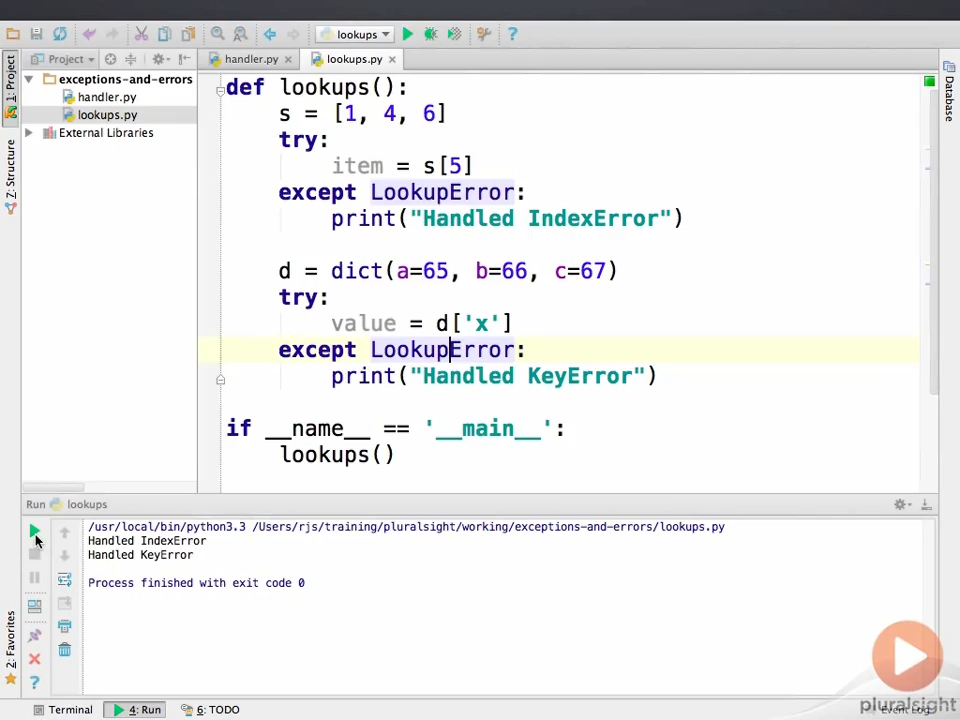 lookups
Project
handler.py
lookups.py
1: Project
exceptions-and-errors
handler.py
lookups.py
External Libraries
Z: Structure
2: Favorites
Database
def lookups():
s = [1, 4, 6]
try:
item = s[5]
except LookupError:
print("Handled IndexError")
d = dict(a=65, b=66, c=67)
try:
value = d['x']
except LookupError:
print("Handled KeyError")
if __name__ == '__main__':
lookups()
Run lookups
/usr/local/bin/python3.3 /Users/rjs/training/pluralsight/working/exceptions-and-errors/lookups.py
Handled IndexError
Handled KeyError
Process finished with exit code 0
Terminal
4: Run
6: TODO
Event Log
pluralsight